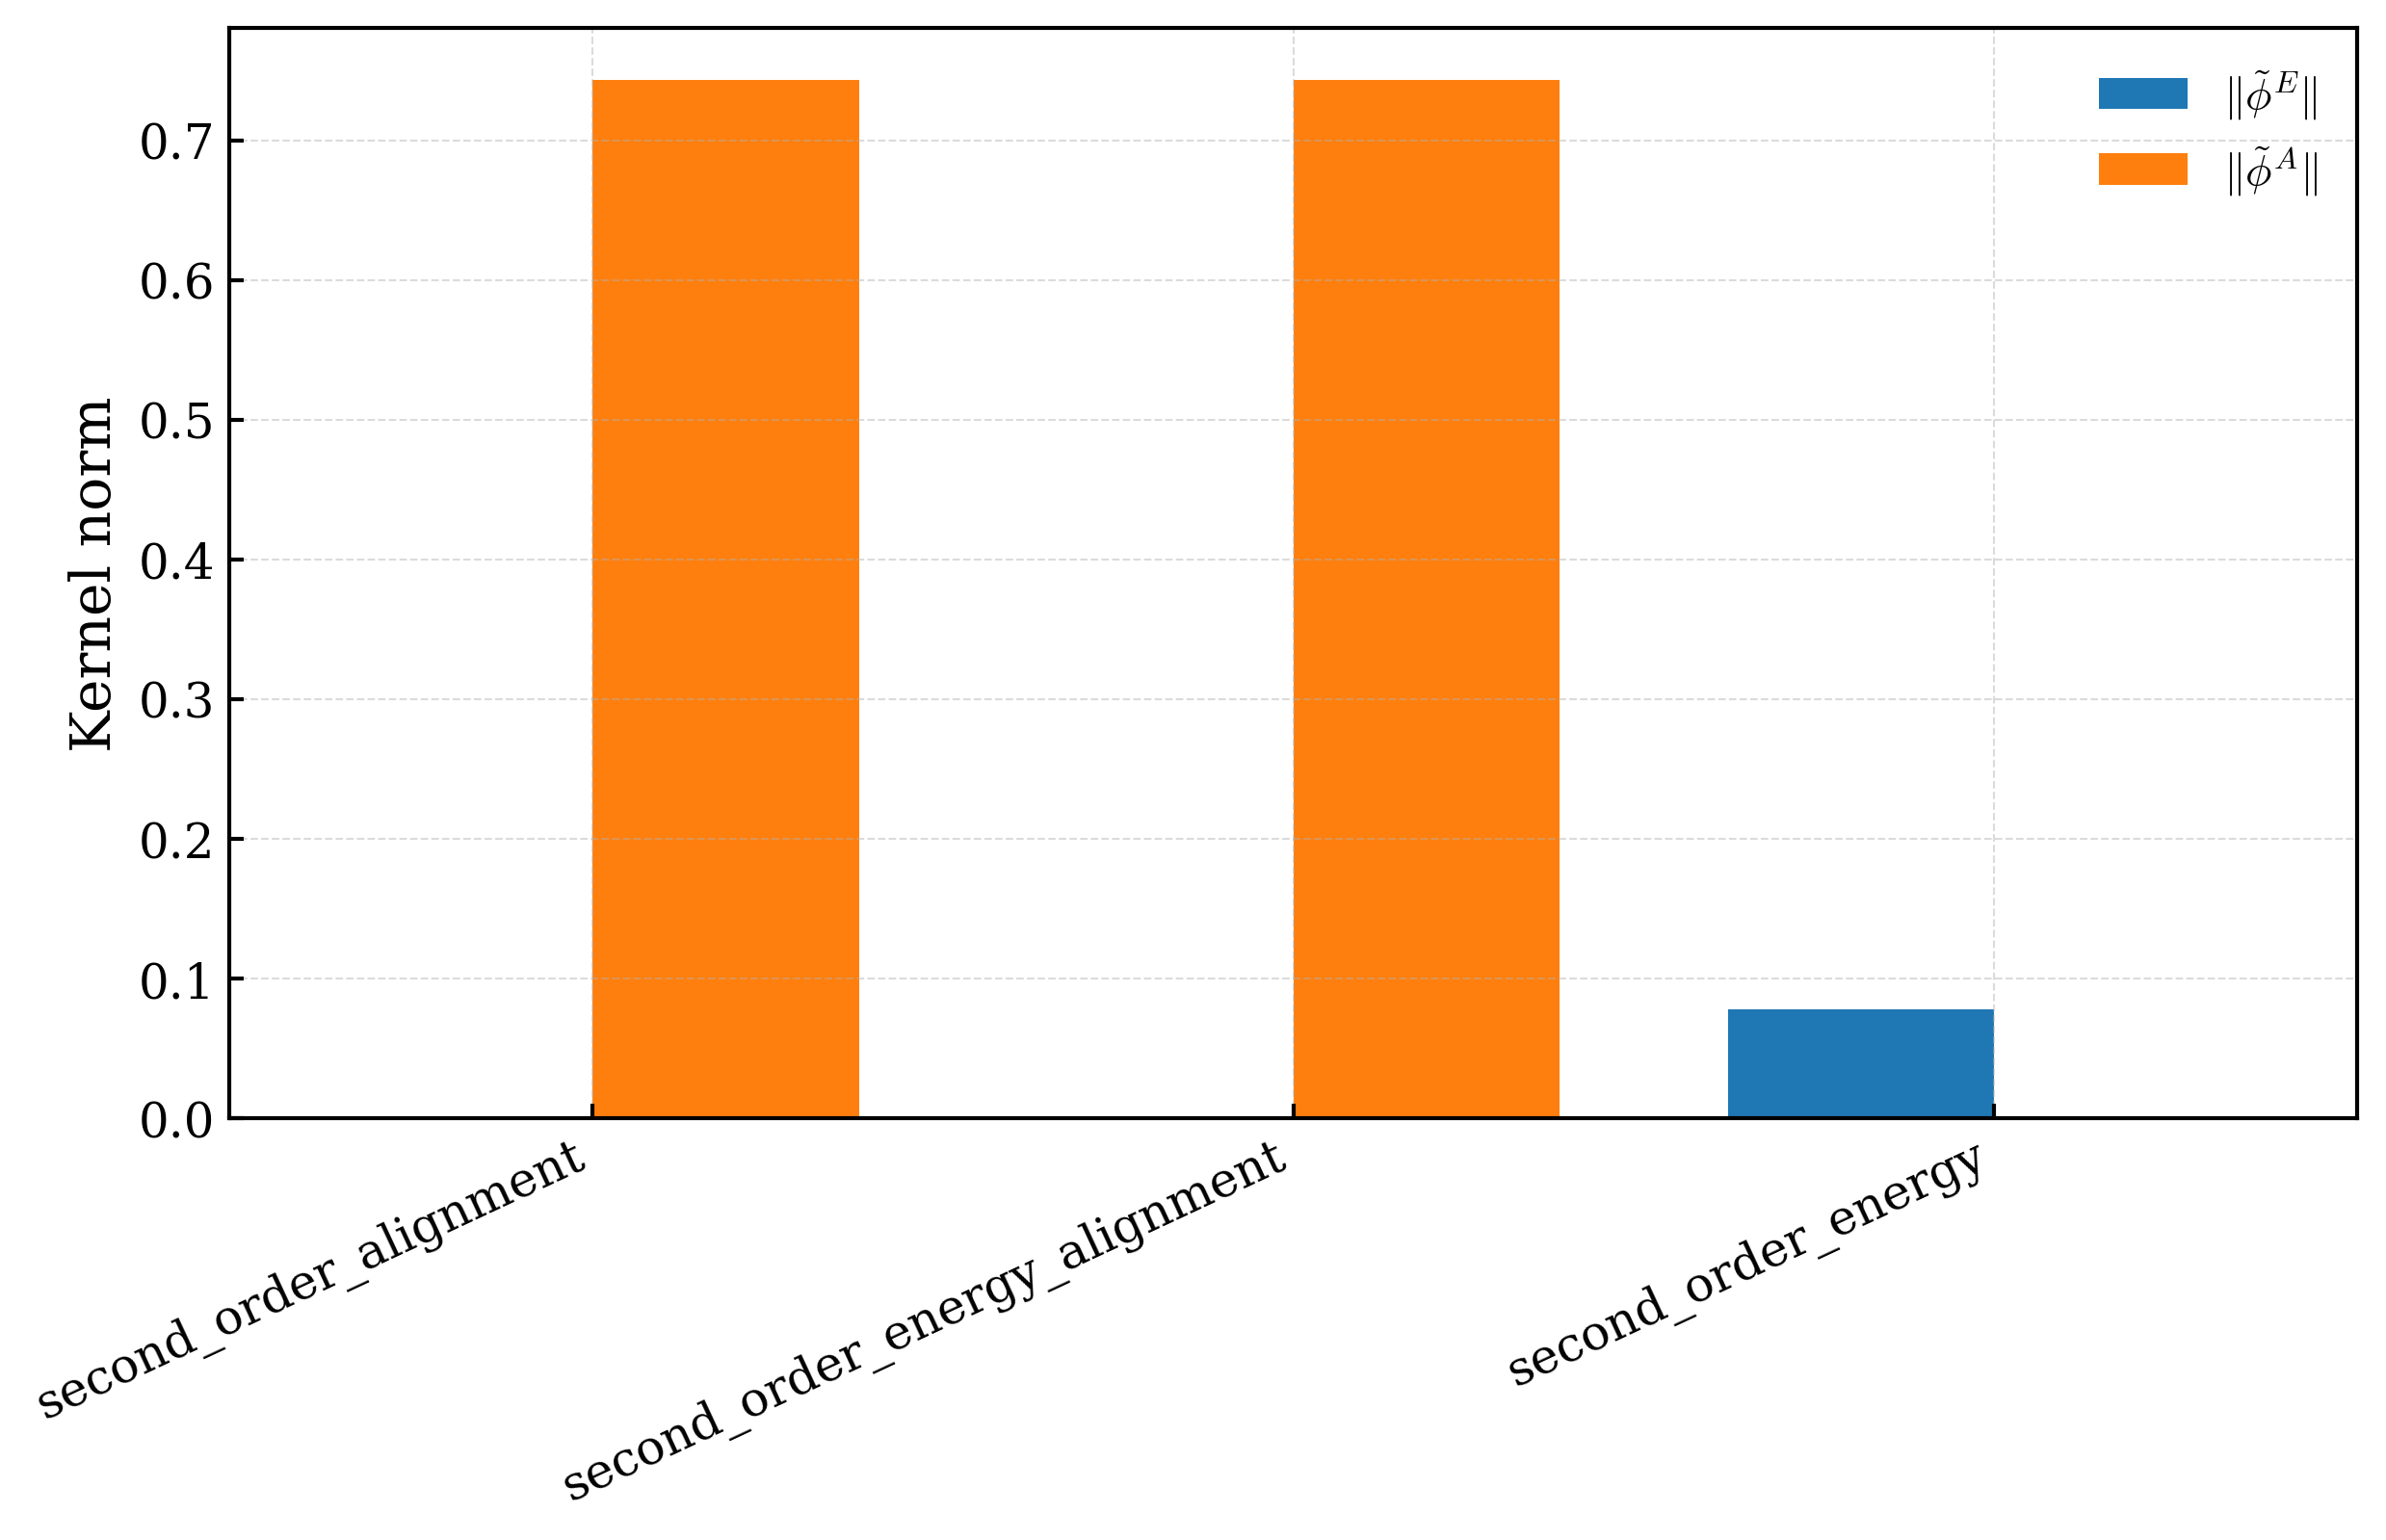 Kernel norm
0.7
0.6
0.5
0.4
0.3
0.2
0.1
0.0
‖ϕ̃ᴱ‖
‖ϕ̃ᴬ‖
second_order_alignment
second_order_energy_alignment
second_order_energy